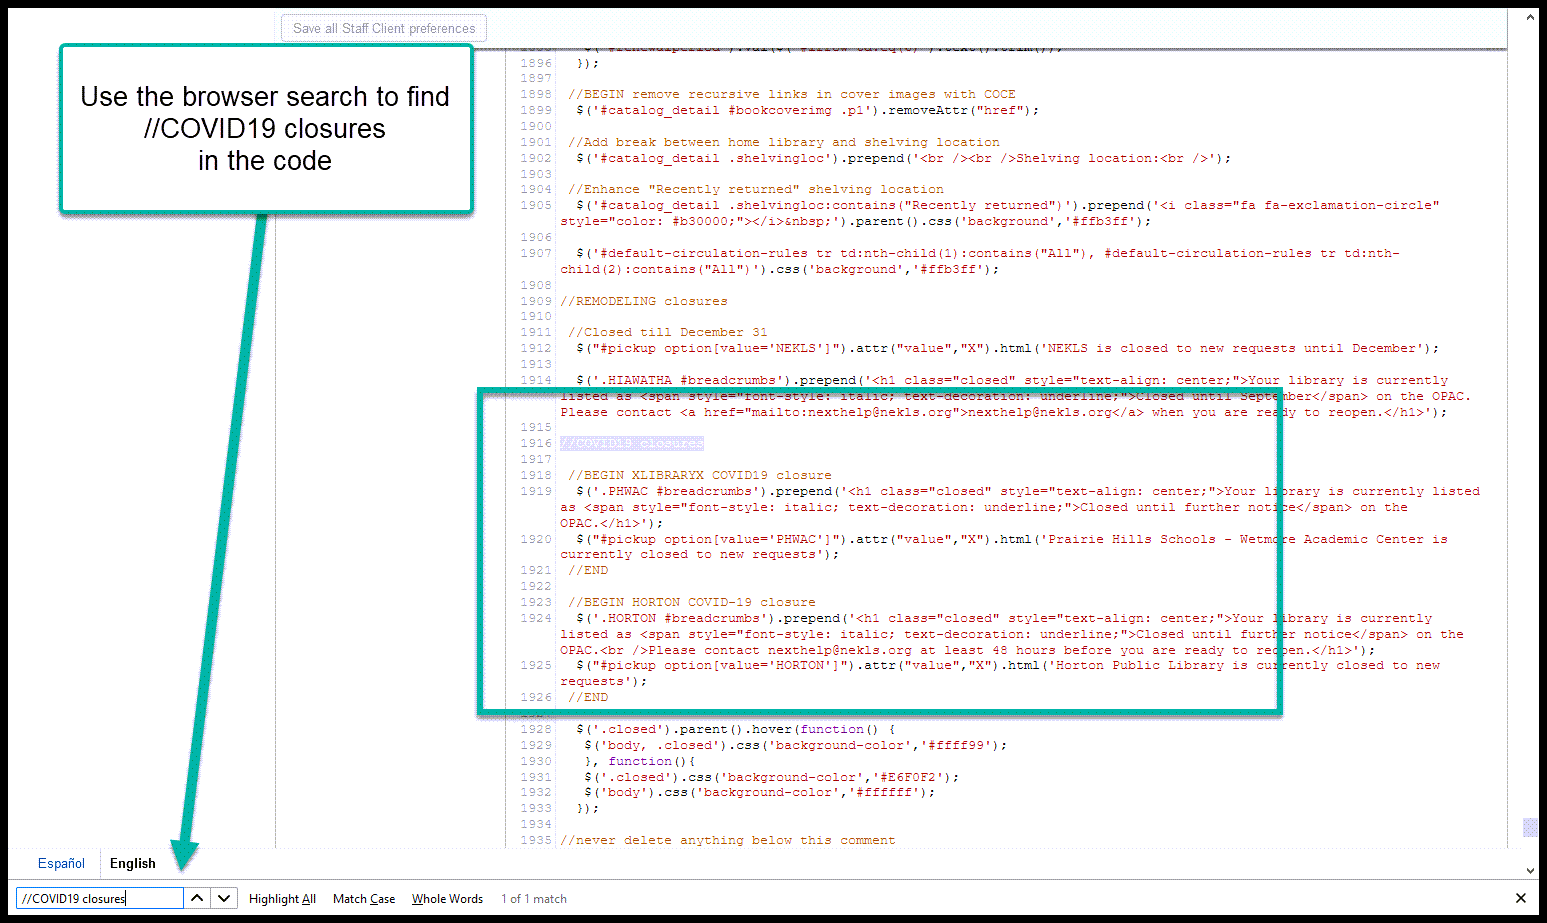 Save all Staff Client preferences
Use the browser search to find
//COVID19 closures
in the code
1896 });
1897
1898 //BEGIN remove recursive links in cover images with COCE
1899 $('#catalog_detail #bookcoverimg .p1').removeAttr("href");
1900
1901 //Add break between home library and shelving location
1902 $('#catalog_detail .shelvingloc').prepend('<br /><br />Shelving location:<br />');
1903
1904 //Enhance "Recently returned" shelving location
1905 $('#catalog_detail .shelvingloc:contains("Recently returned")').prepend('<i class="fa fa-exclamation-circle"
style="color: #b30000;"></i>&nbsp;').parent().css('background','#ffb3ff');
1906
1907 $('#default-circulation-rules tr td:nth-child(1):contains("All"), #default-circulation-rules tr td:nth-
child(2):contains("All")').css('background','#ffb3ff');
1908
1909 //REMODELING closures
1910
1911 //Closed till December 31
1912 $("#pickup option[value='NEKLS']").attr("value","X").html('NEKLS is closed to new requests until December');
1913
1914 $('.HIAWATHA #breadcrumbs').prepend('<h1 class="closed" style="text-align: center;">Your library is currently
listed as <span style="font-style: italic; text-decoration: underline;">Closed until September</span> on the OPAC.
Please contact <a href="mailto:nexthelp@nekls.org">nexthelp@nekls.org</a> when you are ready to reopen.</h1>');
1915
1916 //COVID19 closures
1917
1918 //BEGIN XLIBRARYX COVID19 closure
1919 $('.PHWAC #breadcrumbs').prepend('<h1 class="closed" style="text-align: center;">Your library is currently listed
as <span style="font-style: italic; text-decoration: underline;">Closed until further notice</span> on the
OPAC.</h1>');
1920 $("#pickup option[value='PHWAC']").attr("value","X").html('Prairie Hills Schools - Wetmore Academic Center is
currently closed to new requests');
1921 //END
1922
1923 //BEGIN HORTON COVID-19 closure
1924 $('.HORTON #breadcrumbs').prepend('<h1 class="closed" style="text-align: center;">Your library is currently
listed as <span style="font-style: italic; text-decoration: underline;">Closed until further notice</span> on the
OPAC.<br />Please contact nexthelp@nekls.org at least 48 hours before you are ready to reopen.</h1>');
1925 $("#pickup option[value='HORTON']").attr("value","X").html('Horton Public Library is currently closed to new
requests');
1926 //END
1928 $('.closed').parent().hover(function() {
1929 $('body, .closed').css('background-color','#ffff99');
1930 }, function(){
1931 $('.closed').css('background-color','#E6F0F2');
1932 $('body').css('background-color','#ffffff');
1933 });
1934
1935 //never delete anything below this comment
Español English
//COVID19 closures Highlight All Match Case Whole Words 1 of 1 match